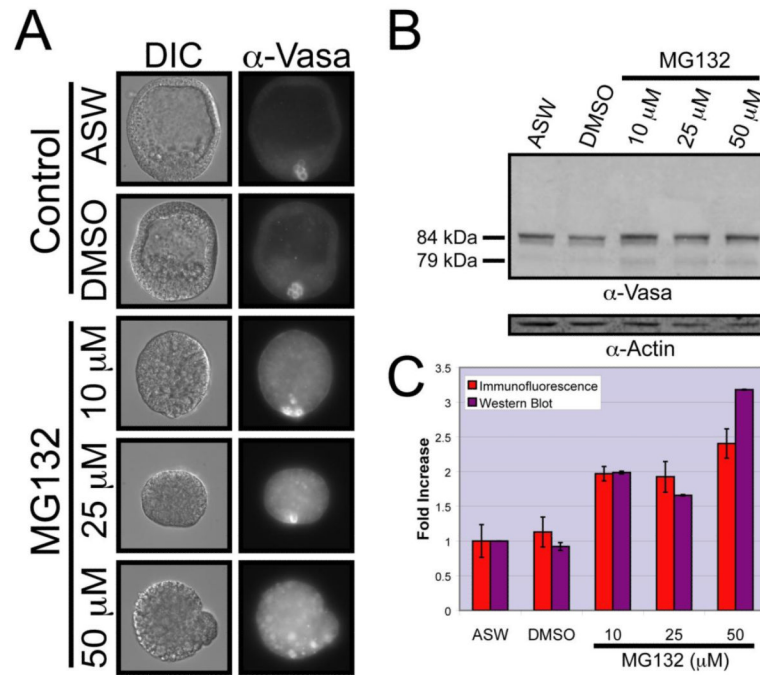 A
DIC α-Vasa
Control
ASW
DMSO
MG132
10 μM
25 μM
50 μM
B
MG132
ASW DMSO 10 μM 25 μM 50 μM
84 kDa
79 kDa
α-Vasa
α-Actin
C
Immunofluorescence
Western Blot
Fold Increase
3.5
3
2.5
2
1.5
1
0.5
0
ASW DMSO 10 25 50
MG132 (μM)